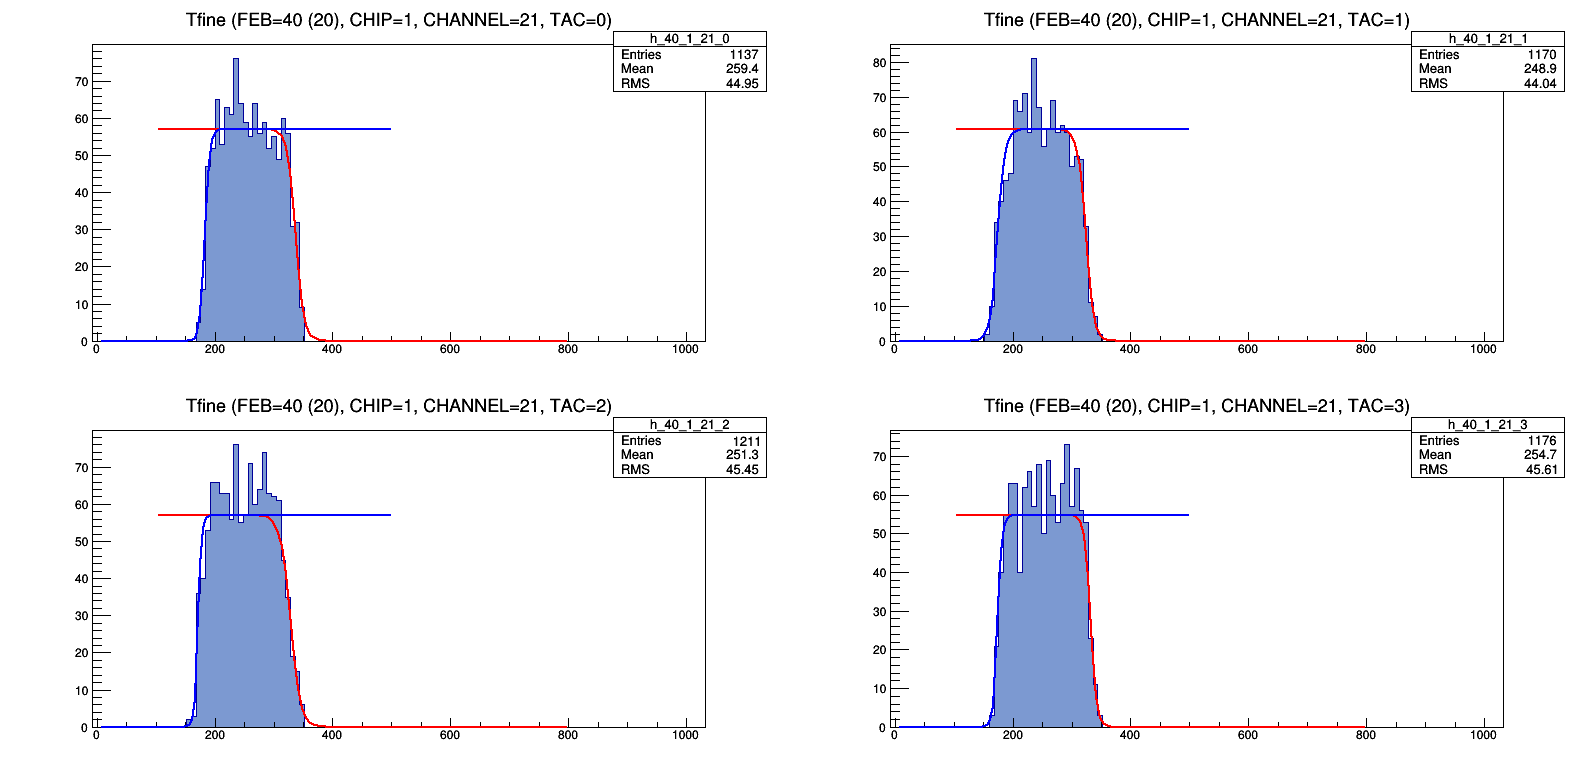 Tfine (FEB=40 (20), CHIP=1, CHANNEL=21, TAC=0)
h_40_1_21_0
Entries 1137
Mean 259.4
RMS 44.95
70
60
50
40
30
20
10
0
0 200 400 600 800 1000
Tfine (FEB=40 (20), CHIP=1, CHANNEL=21, TAC=1)
h_40_1_21_1
Entries 1170
Mean 248.9
RMS 44.04
80
70
60
50
40
30
20
10
0
0 200 400 600 800 1000
Tfine (FEB=40 (20), CHIP=1, CHANNEL=21, TAC=2)
h_40_1_21_2
Entries 1211
Mean 251.3
RMS 45.45
70
60
50
40
30
20
10
0
0 200 400 600 800 1000
Tfine (FEB=40 (20), CHIP=1, CHANNEL=21, TAC=3)
h_40_1_21_3
Entries 1176
Mean 254.7
RMS 45.61
70
60
50
40
30
20
10
0
0 200 400 600 800 1000